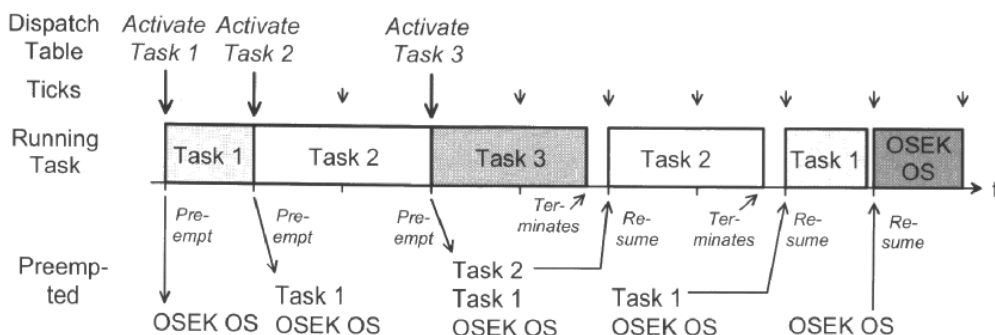 Dispatch Table
Activate Task 1
Activate Task 2
Activate Task 3
Ticks
Running Task
Task 1
Task 2
Task 3
Task 2
Task 1
OSEK OS
t
Pre-
empt
Pre-
empt
Pre-
empt
Ter-
minates
Re-
sume
Ter-
minates
Re-
sume
Re-
sume
Preemp-
ted
OSEK OS
Task 1
OSEK OS
Task 2
Task 1
OSEK OS
Task 1
OSEK OS
OSEK OS